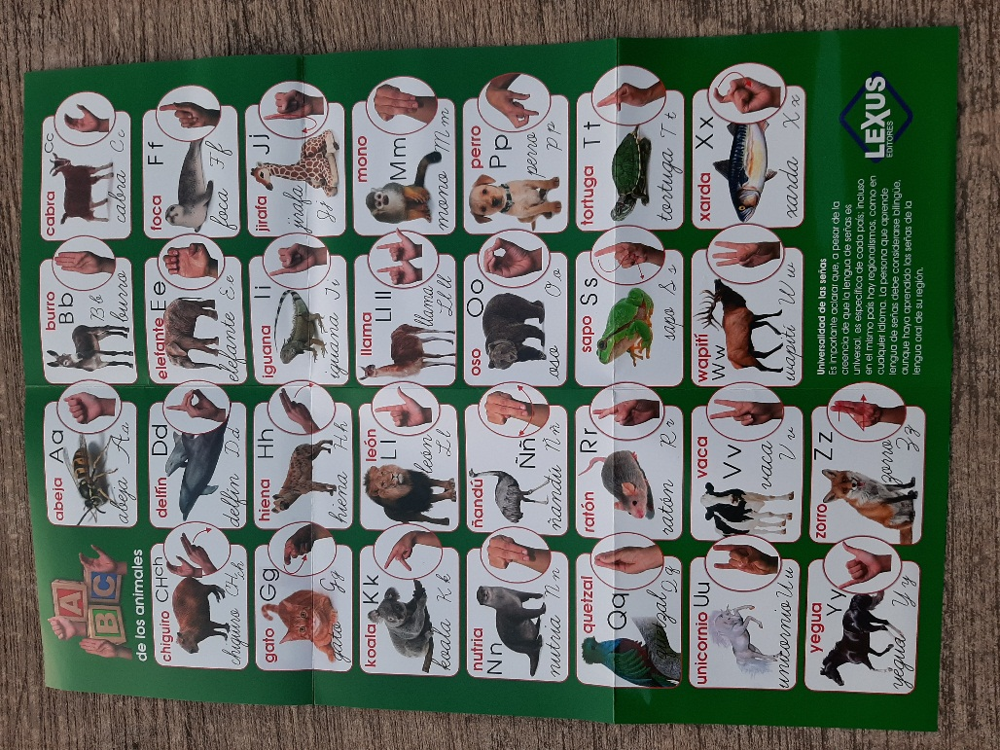 A
B C
de los animales
abeja Aa
abeja Aa
burro
Bb
Bb
burro
cabra Cc
cabra Cc
chigüiro CHch
chigüiro CHch
delfín Dd
delfín Dd
elefante Ee
elefante Ee
foca Ff
foca Ff
gato Gg
gato Gg
hiena Hh
hiena Hh
iguana Ii
iguana Ii
jirafa Jj
jirafa
Jj
koala Kk
koala Kk
león
Ll
león
Ll
llama
Ll ll
llama
Ll ll
mono
Mm
mono Mm
nutria
Nn
nutria Nn
ñandú
Ññ
ñandú Ññ
oso Oo
oso Oo
perro
Pp
perro Pp
quetzal
Qq
quetzal Qq
ratón Rr
ratón Rr
sapo Ss
sapo Ss
tortuga Tt
tortuga Tt
unicornio Uu
unicornio Uu
vaca
Vv
vaca
Vv
wapití
Ww
wapití Ww
xarda Xx
xarda Xx
yegua
Yy
yegua Yy
zorro Zz
zorro
Zz
Universalidad de las señas
Es importante aclarar que, a pesar de la
creencia de que la lengua de señas es
universal, es específica de cada país; incluso
en el mismo país hay regionalismos, como en
cualquier idioma. La persona que aprende
lengua de señas debe considerarse bilingüe,
aunque haya aprendido las señas de la
lengua oral de su región.
LEXUS
EDITORES